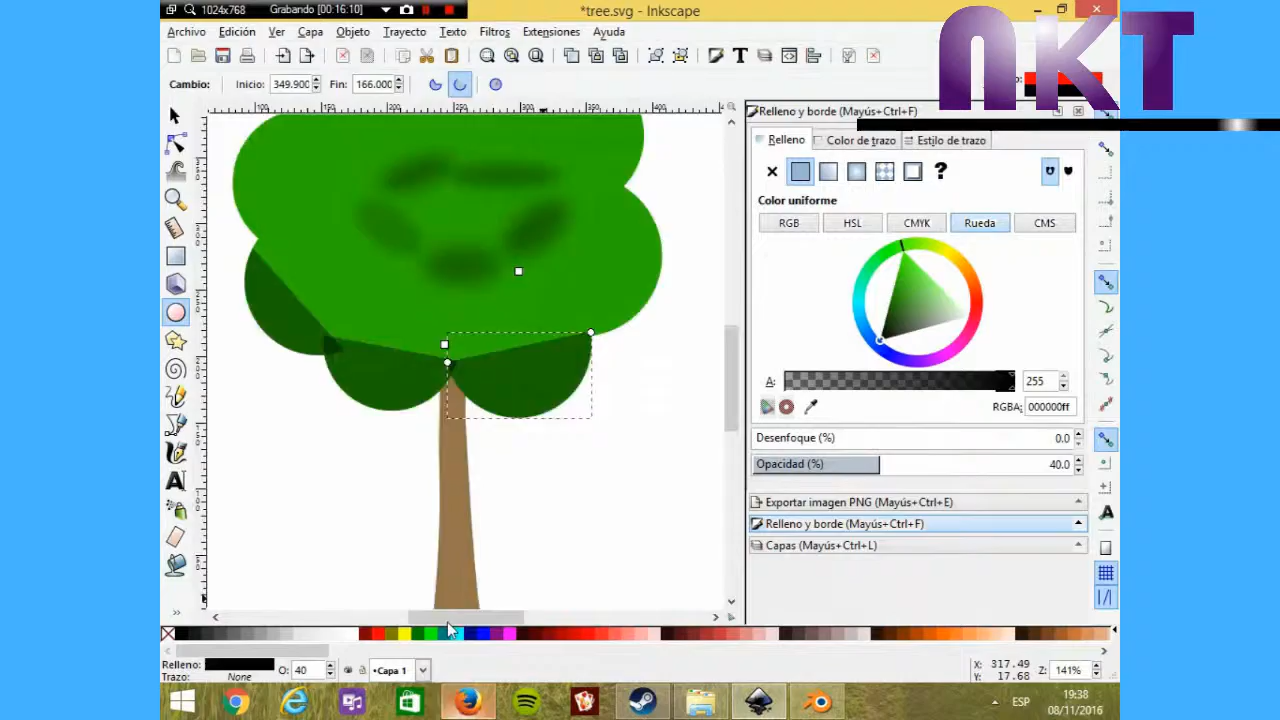 1024x768 Grabando [00:16:10]
*tree.svg - Inkscape
NKT
Archivo Edición Ver Capa Objeto Trayecto Texto Filtros Extensiones Ayuda
Cambio: Inicio: 349.900 Fin: 166.000
Relleno y borde (Mayús+Ctrl+F)
Relleno Color de trazo Estilo de trazo
Color uniforme
RGB HSL CMYK Rueda CMS
A: 255
RGBA: 000000ff
Desenfoque (%) 0.0
Opacidad (%) 40.0
Exportar imagen PNG (Mayús+Ctrl+E)
Relleno y borde (Mayús+Ctrl+F)
Capas (Mayús+Ctrl+L)
Relleno: O: 40 •Capa 1 X: 317.49 Z: 141%
Trazo: None Y: 17.68
ESP 19:38
08/11/2016